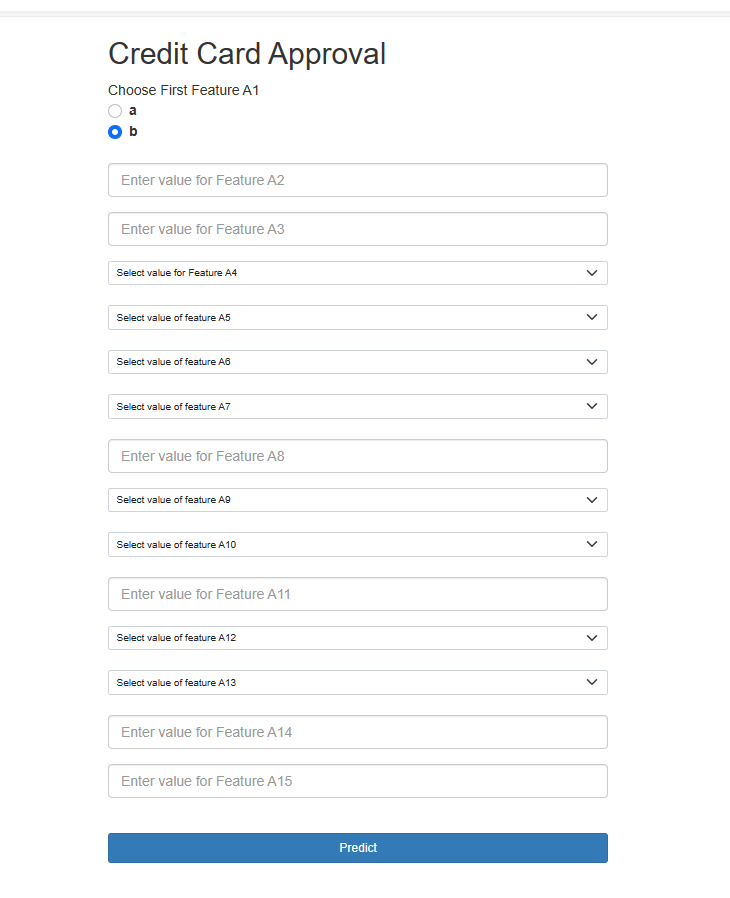 Credit Card Approval
Choose First Feature A1
a
b
Enter value for Feature A2
Enter value for Feature A3
Select value for Feature A4
Select value of feature A5
Select value of feature A6
Select value of feature A7
Enter value for Feature A8
Select value of feature A9
Select value of feature A10
Enter value for Feature A11
Select value of feature A12
Select value of feature A13
Enter value for Feature A14
Enter value for Feature A15
Predict